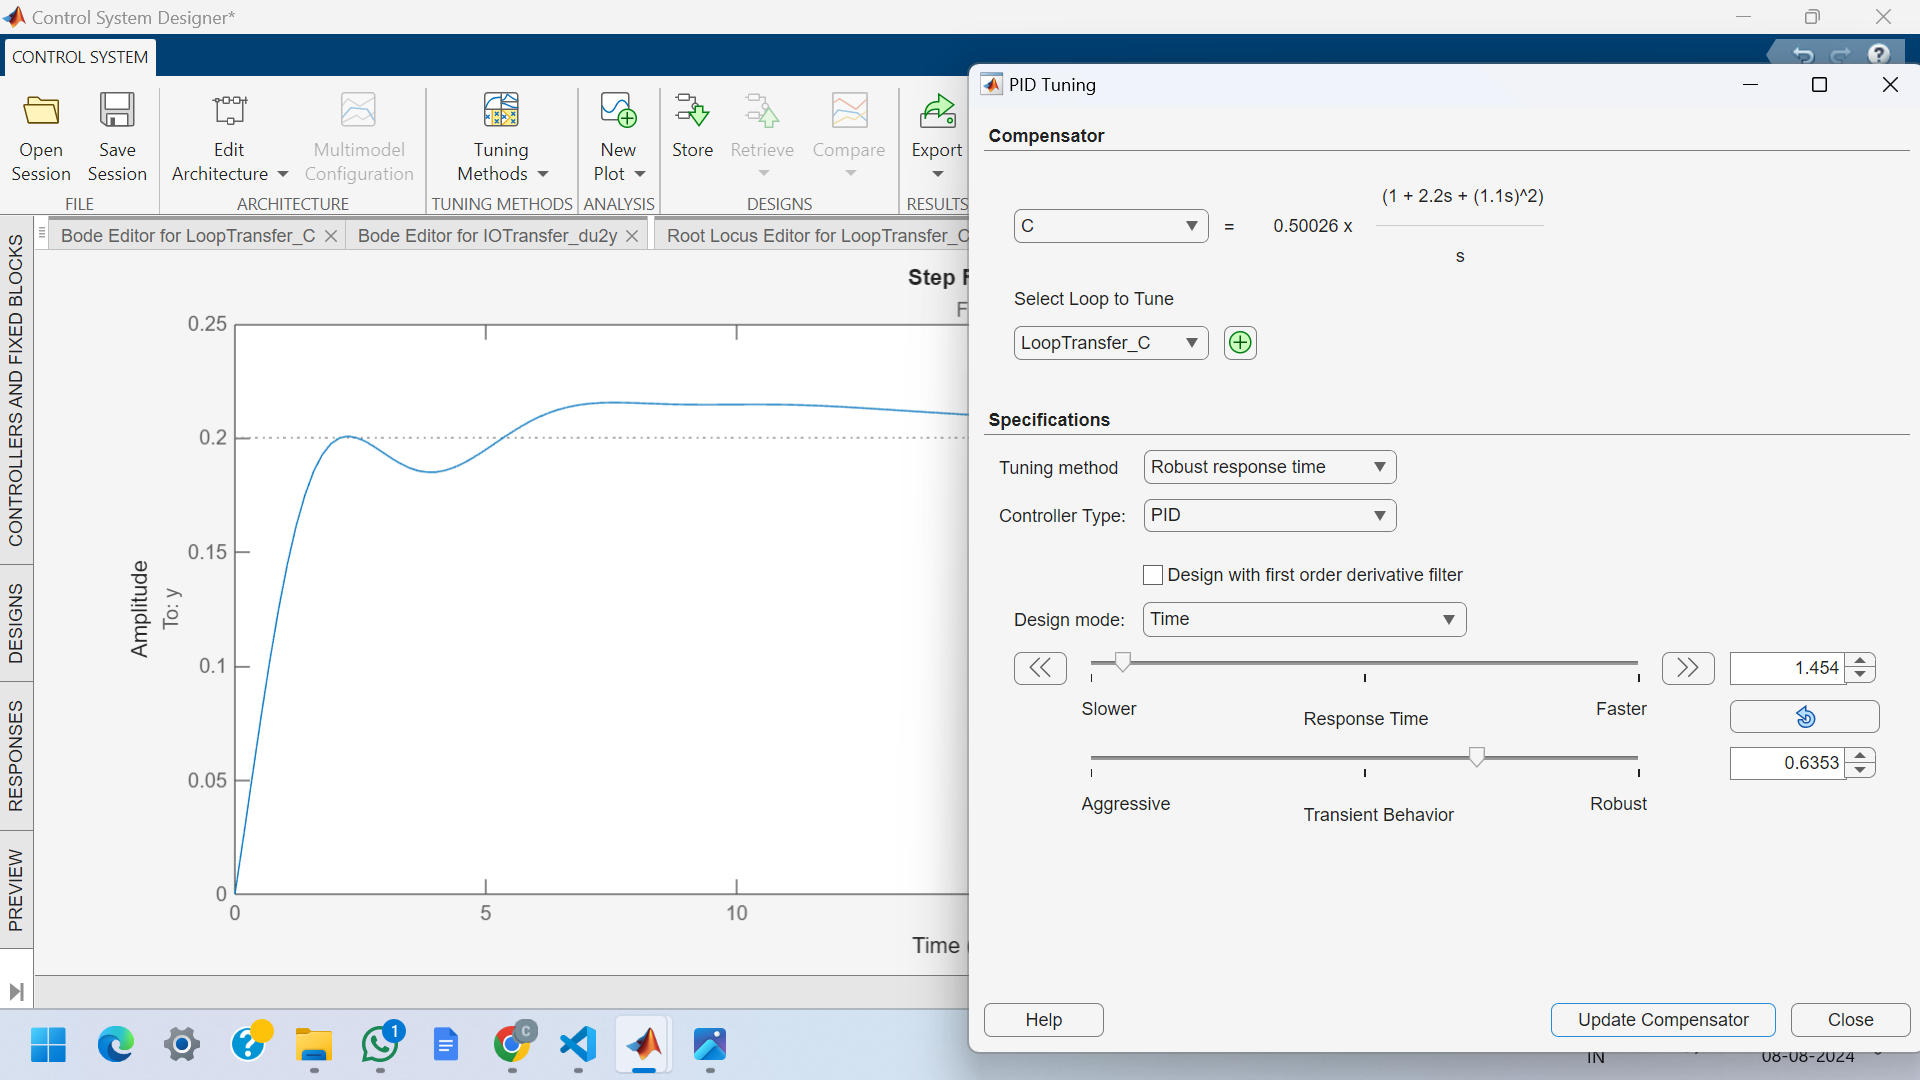 Control System Designer*
CONTROL SYSTEM
Open Session
Save Session
FILE
Edit Architecture
Multimodel Configuration
ARCHITECTURE
Tuning Methods
TUNING METHODS
New Plot
ANALYSIS
Store
Retrieve
Compare
DESIGNS
Export
RESULTS
Bode Editor for LoopTransfer_C
Bode Editor for IOTransfer_du2y
Root Locus Editor for LoopTransfer_C
CONTROLLERS AND FIXED BLOCKS
DESIGNS
RESPONSES
PREVIEW
Step
F
Amplitude
To: y
0.25
0.2
0.15
0.1
0.05
0
0
5
10
Time
PID Tuning
Compensator
C
=
0.50026 x
(1 + 2.2s + (1.1s)^2)
s
Select Loop to Tune
LoopTransfer_C
Specifications
Tuning method
Robust response time
Controller Type:
PID
Design with first order derivative filter
Design mode:
Time
1.454
Slower
Response Time
Faster
0.6353
Aggressive
Transient Behavior
Robust
Help
Update Compensator
Close
1
C
IN
08-08-2024